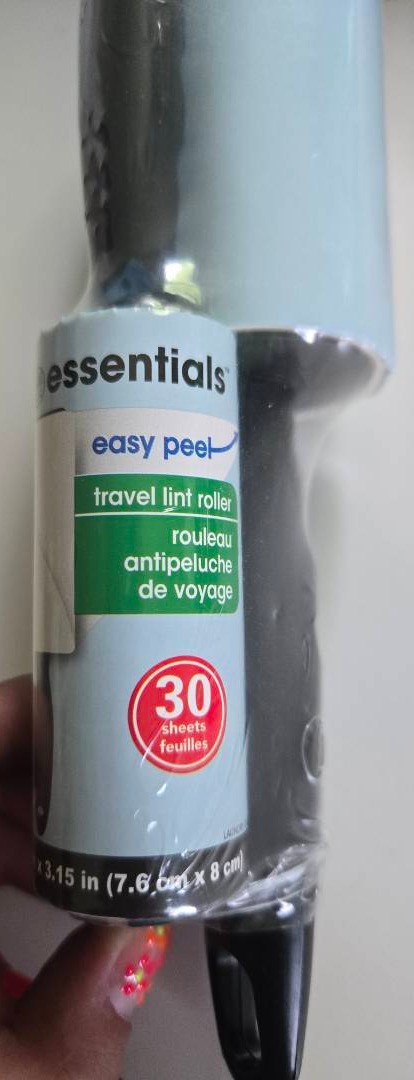 essentials™
easy peel
travel lint roller
rouleau
antipeluche
de voyage
30
sheets
feuilles
x 3.15 in (7.6 cm x 8 cm)